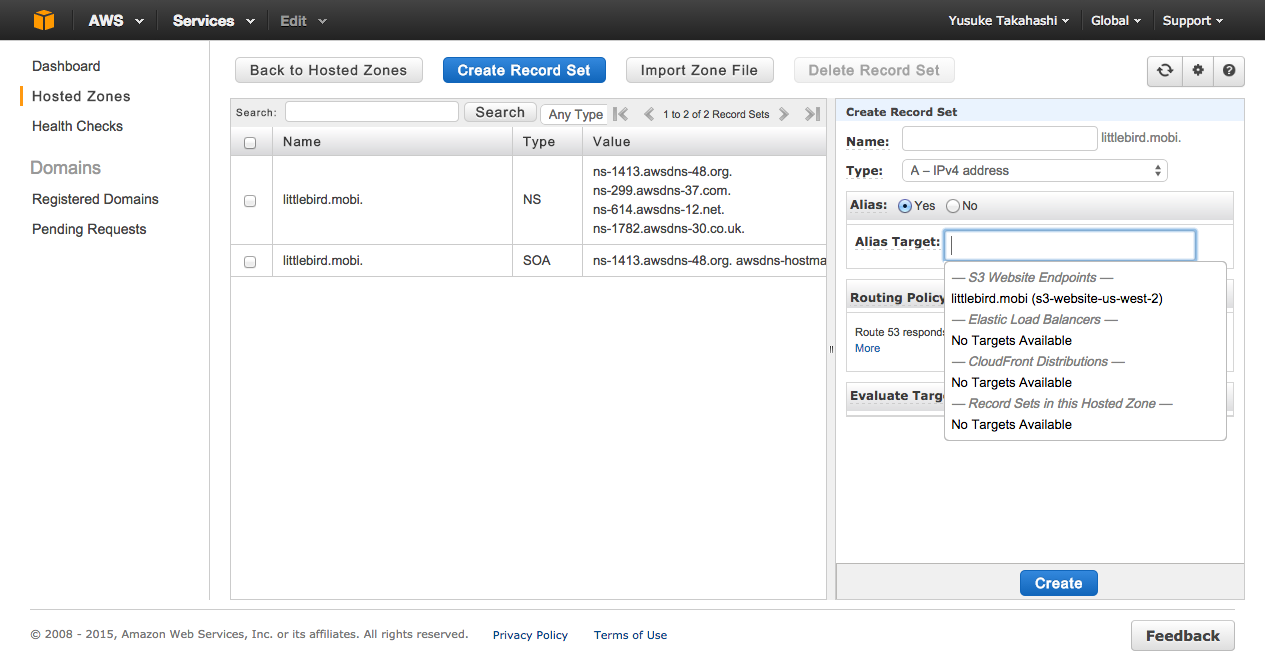 AWS Services Edit Yusuke Takahashi Global Support
Dashboard
Hosted Zones
Health Checks
Domains
Registered Domains
Pending Requests
Back to Hosted Zones Create Record Set Import Zone File Delete Record Set
Search: Search Any Type 1 to 2 of 2 Record Sets
Name Type Value
littlebird.mobi. NS
ns-1413.awsdns-48.org.
ns-299.awsdns-37.com.
ns-614.awsdns-12.net.
ns-1782.awsdns-30.co.uk.
littlebird.mobi. SOA ns-1413.awsdns-48.org. awsdns-hostma
Create Record Set
Name: littlebird.mobi.
Type: A – IPv4 address
Alias: Yes No
Alias Target:
— S3 Website Endpoints —
littlebird.mobi (s3-website-us-west-2)
— Elastic Load Balancers —
No Targets Available
— CloudFront Distributions —
No Targets Available
— Record Sets in this Hosted Zone —
No Targets Available
Routing Policy
Route 53 responds
More
Evaluate Targ
Create
© 2008 - 2015, Amazon Web Services, Inc. or its affiliates. All rights reserved. Privacy Policy Terms of Use
Feedback